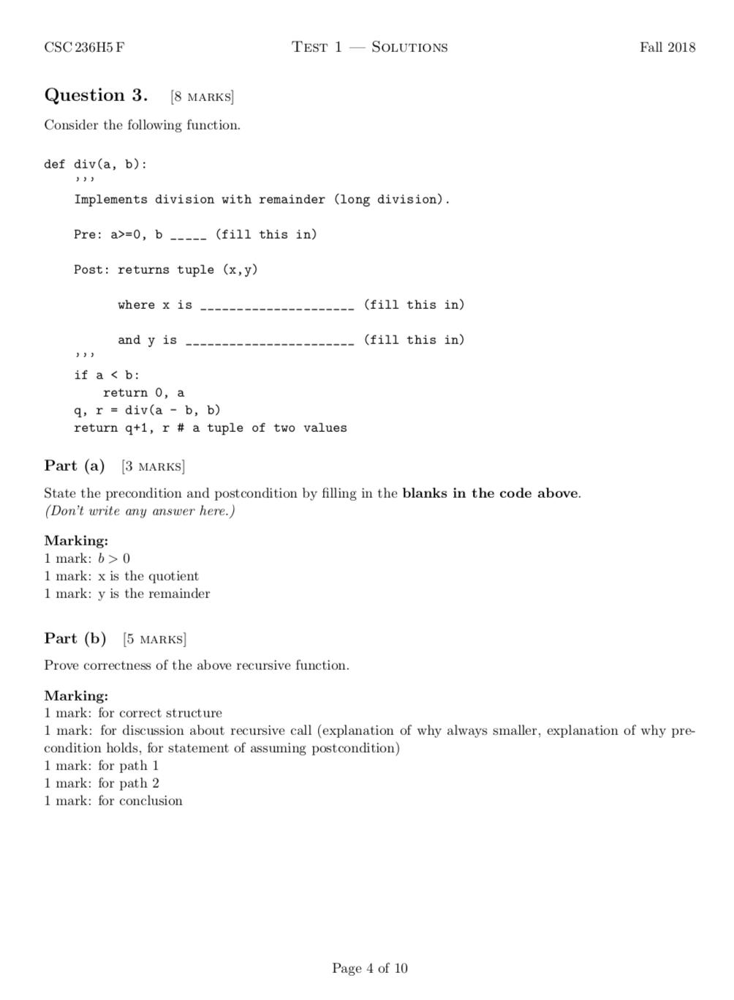 CSC 236H5 F    TEST 1 — SOLUTIONS    Fall 2018
Question 3. [8 MARKS]
Consider the following function.
def div(a, b):
    '''
    Implements division with remainder (long division).
    Pre: a>=0, b _____ (fill this in)
    Post: returns tuple (x,y)
          where x is _____________________ (fill this in)
          and y is _______________________ (fill this in)
    '''
    if a < b:
        return 0, a
    q, r = div(a - b, b)
    return q+1, r # a tuple of two values
Part (a) [3 MARKS]
State the precondition and postcondition by filling in the blanks in the code above.
(Don't write any answer here.)
Marking:
1 mark: b > 0
1 mark: x is the quotient
1 mark: y is the remainder
Part (b) [5 MARKS]
Prove correctness of the above recursive function.
Marking:
1 mark: for correct structure
1 mark: for discussion about recursive call (explanation of why always smaller, explanation of why pre-
condition holds, for statement of assuming postcondition)
1 mark: for path 1
1 mark: for path 2
1 mark: for conclusion
Page 4 of 10